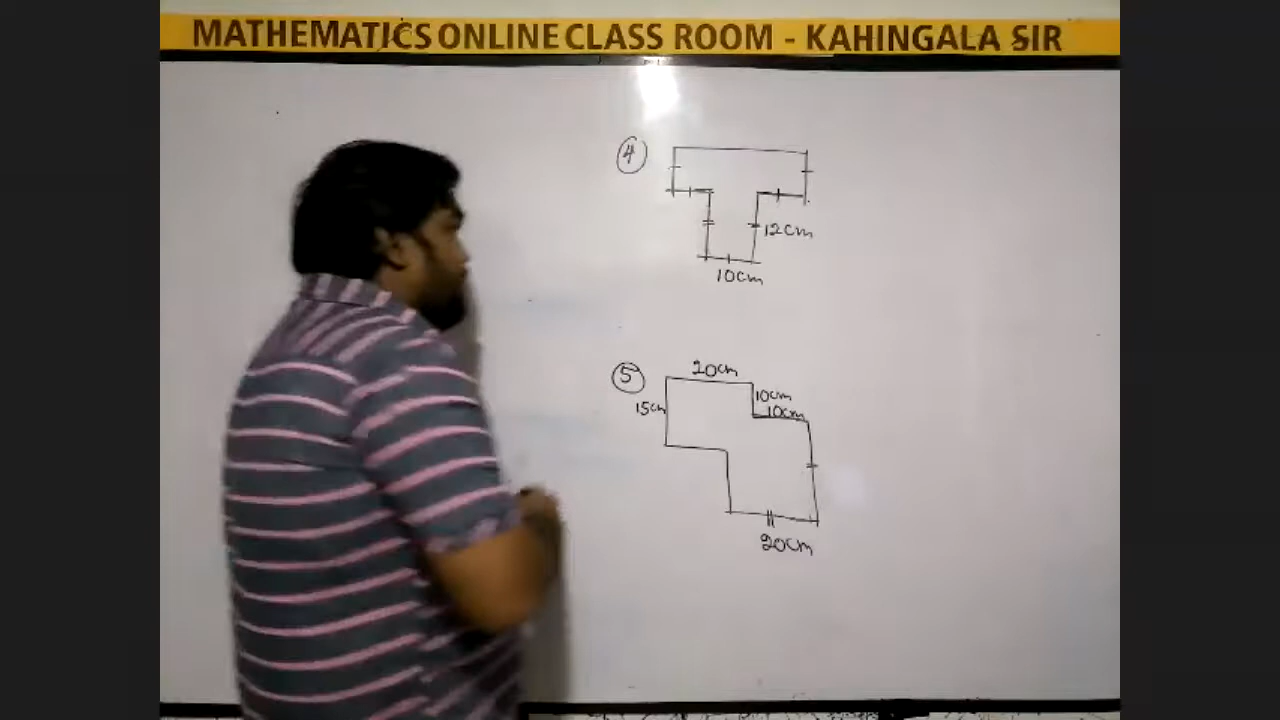 MATHEMATICS ONLINE CLASS ROOM - KAHINGALA SIR
4
12cm
10cm
5
20cm
10cm
15cm
10cm
20cm